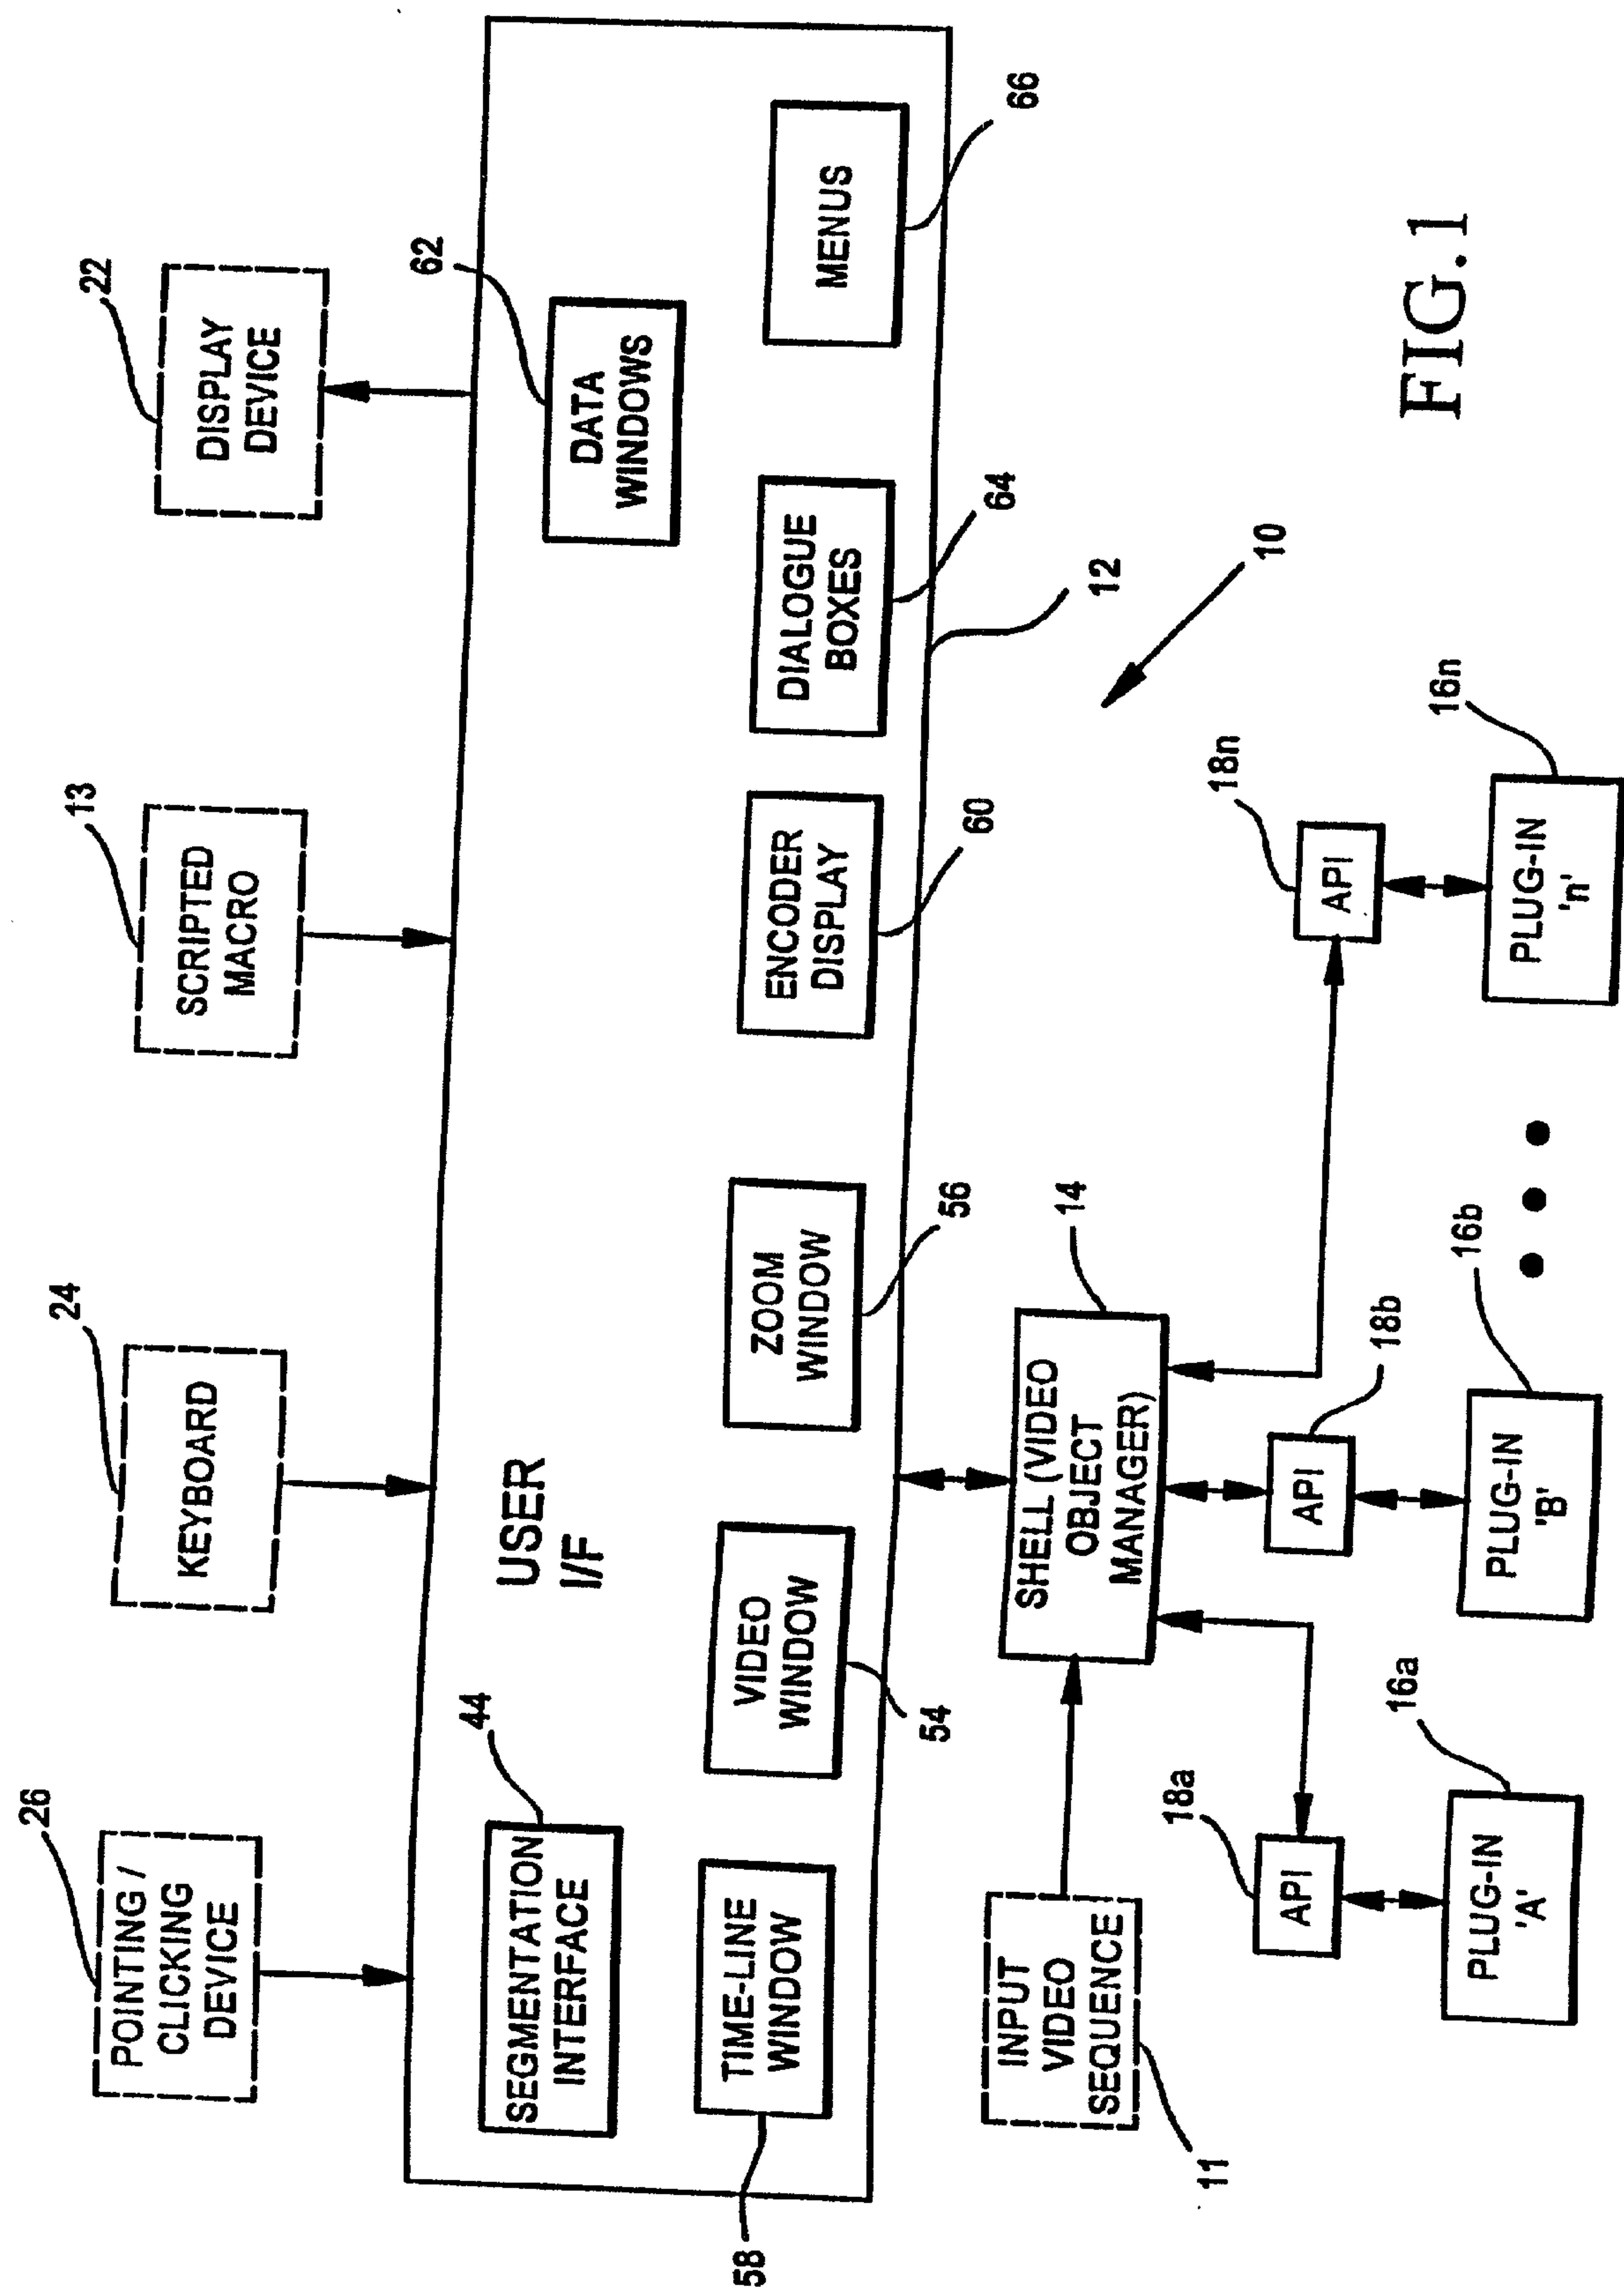 26
POINTING /
CLICKING
DEVICE
24
KEYBOARD
13
SCRIPTED
MACRO
22
DISPLAY
DEVICE
44
SEGMENTATION
INTERFACE
USER
I/F
62
DATA
WINDOWS
58
TIME-LINE
WINDOW
54
VIDEO
WINDOW
56
ZOOM
WINDOW
60
ENCODER
DISPLAY
64
DIALOGUE
BOXES
66
MENUS
12
11
INPUT
VIDEO
SEQUENCE
14
SHELL (VIDEO
OBJECT
MANAGER)
10
18a
API
18b
API
18n
API
16a
PLUG-IN
'A'
16b
PLUG-IN
'B'
16n
PLUG-IN
'n'
FIG.1